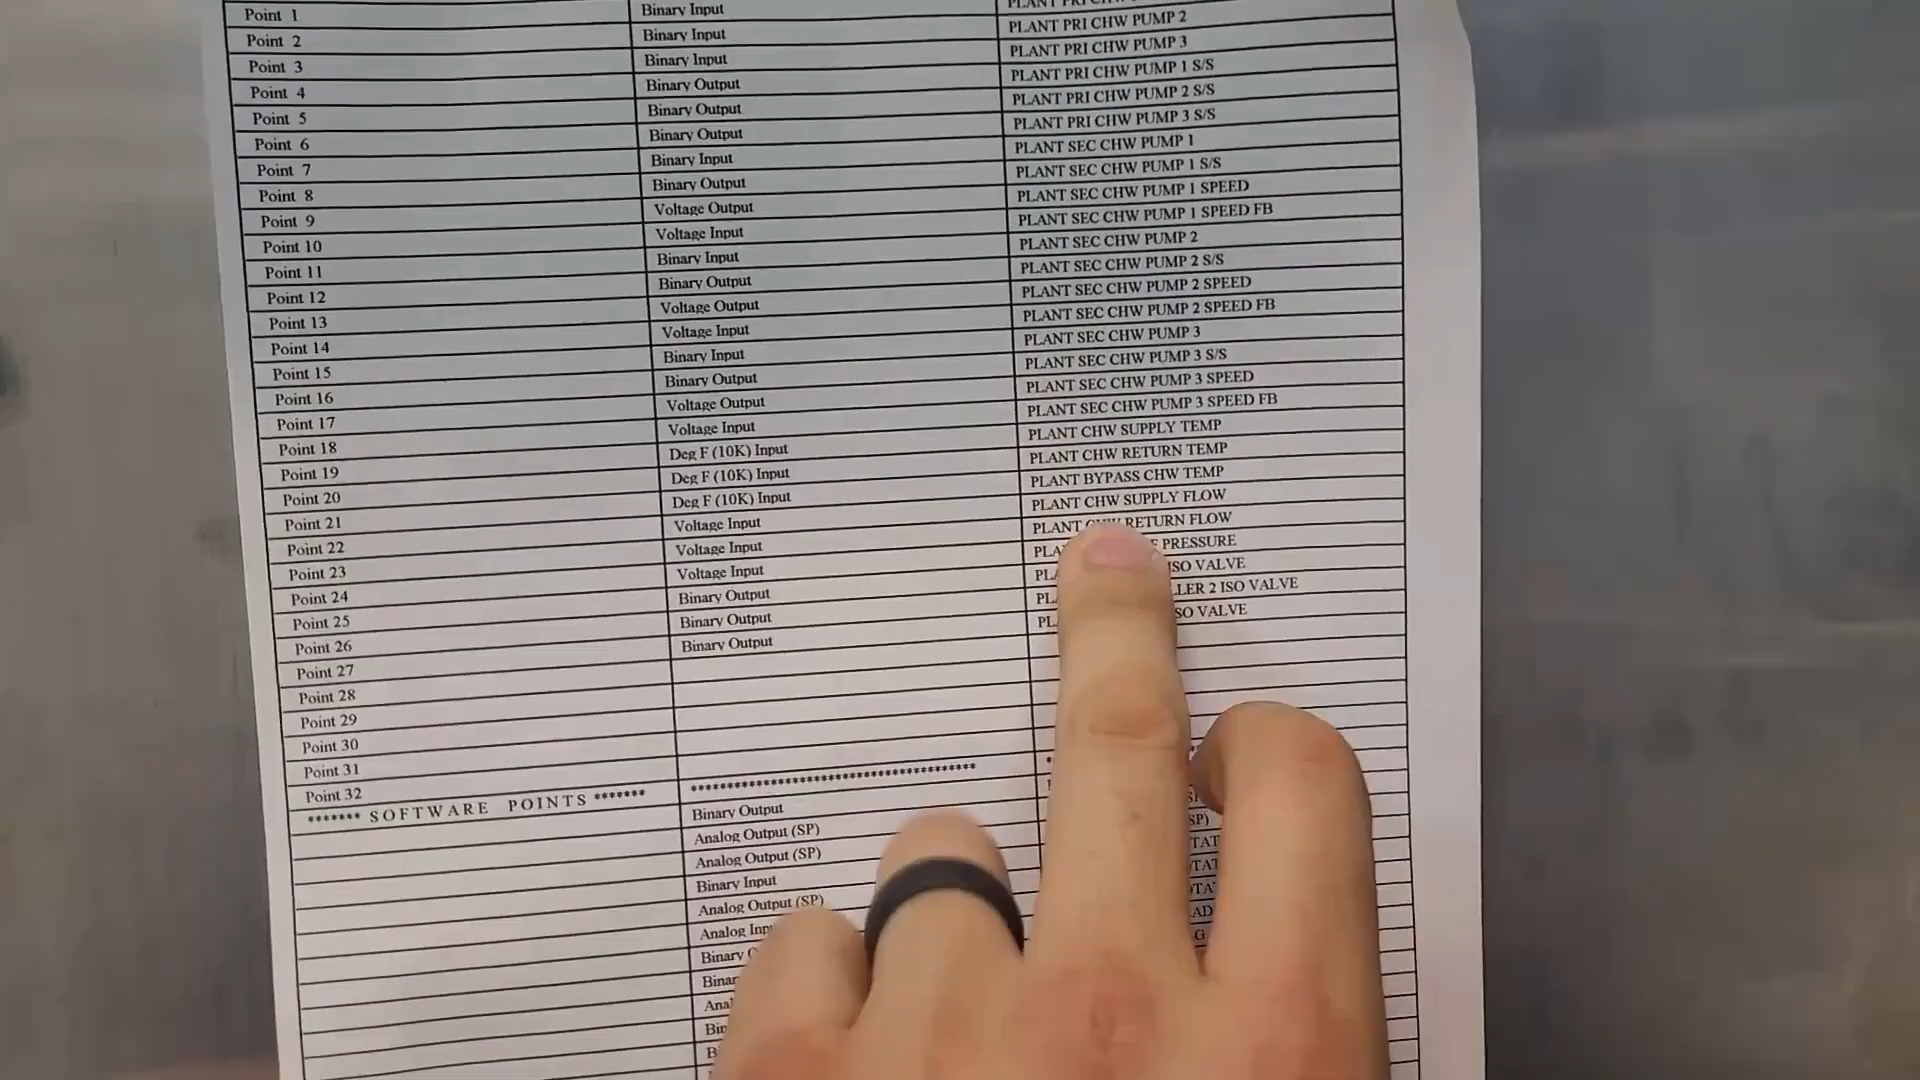 Point 1 Binary Input PLANT PRI CHW
Point 2 Binary Input PLANT PRI CHW PUMP 2
Point 3 Binary Input PLANT PRI CHW PUMP 3
Point 4 Binary Output PLANT PRI CHW PUMP 1 S/S
Point 5 Binary Output PLANT PRI CHW PUMP 2 S/S
Point 6 Binary Output PLANT PRI CHW PUMP 3 S/S
Point 7 Binary Input PLANT SEC CHW PUMP 1
Point 8 Binary Output PLANT SEC CHW PUMP 1 S/S
Point 9 Voltage Output PLANT SEC CHW PUMP 1 SPEED
Point 10 Voltage Input PLANT SEC CHW PUMP 1 SPEED FB
Point 11 Binary Input PLANT SEC CHW PUMP 2
Point 12 Binary Output PLANT SEC CHW PUMP 2 S/S
Point 13 Voltage Output PLANT SEC CHW PUMP 2 SPEED
Point 14 Voltage Input PLANT SEC CHW PUMP 2 SPEED FB
Point 15 Binary Input PLANT SEC CHW PUMP 3
Point 16 Binary Output PLANT SEC CHW PUMP 3 S/S
Point 17 Voltage Output PLANT SEC CHW PUMP 3 SPEED
Point 18 Voltage Input PLANT SEC CHW PUMP 3 SPEED FB
Point 19 Deg F (10K) Input PLANT CHW SUPPLY TEMP
Point 20 Deg F (10K) Input PLANT CHW RETURN TEMP
Point 21 Deg F (10K) Input PLANT BYPASS CHW TEMP
Point 22 Voltage Input PLANT CHW SUPPLY FLOW
Point 23 Voltage Input PLANT CHW RETURN FLOW
Point 24 Voltage Input PRESSURE
Point 25 Binary Output ISO VALVE
Point 26 Binary Output 2 ISO VALVE
Point 27 Binary Output VALVE
Point 28
Point 29
Point 30
Point 31
Point 32
******* SOFTWARE POINTS ******* ****************************************
Binary Output
Analog Output (SP)
Analog Output (SP)
Binary Input
Analog Output (SP)
Analog
Binary